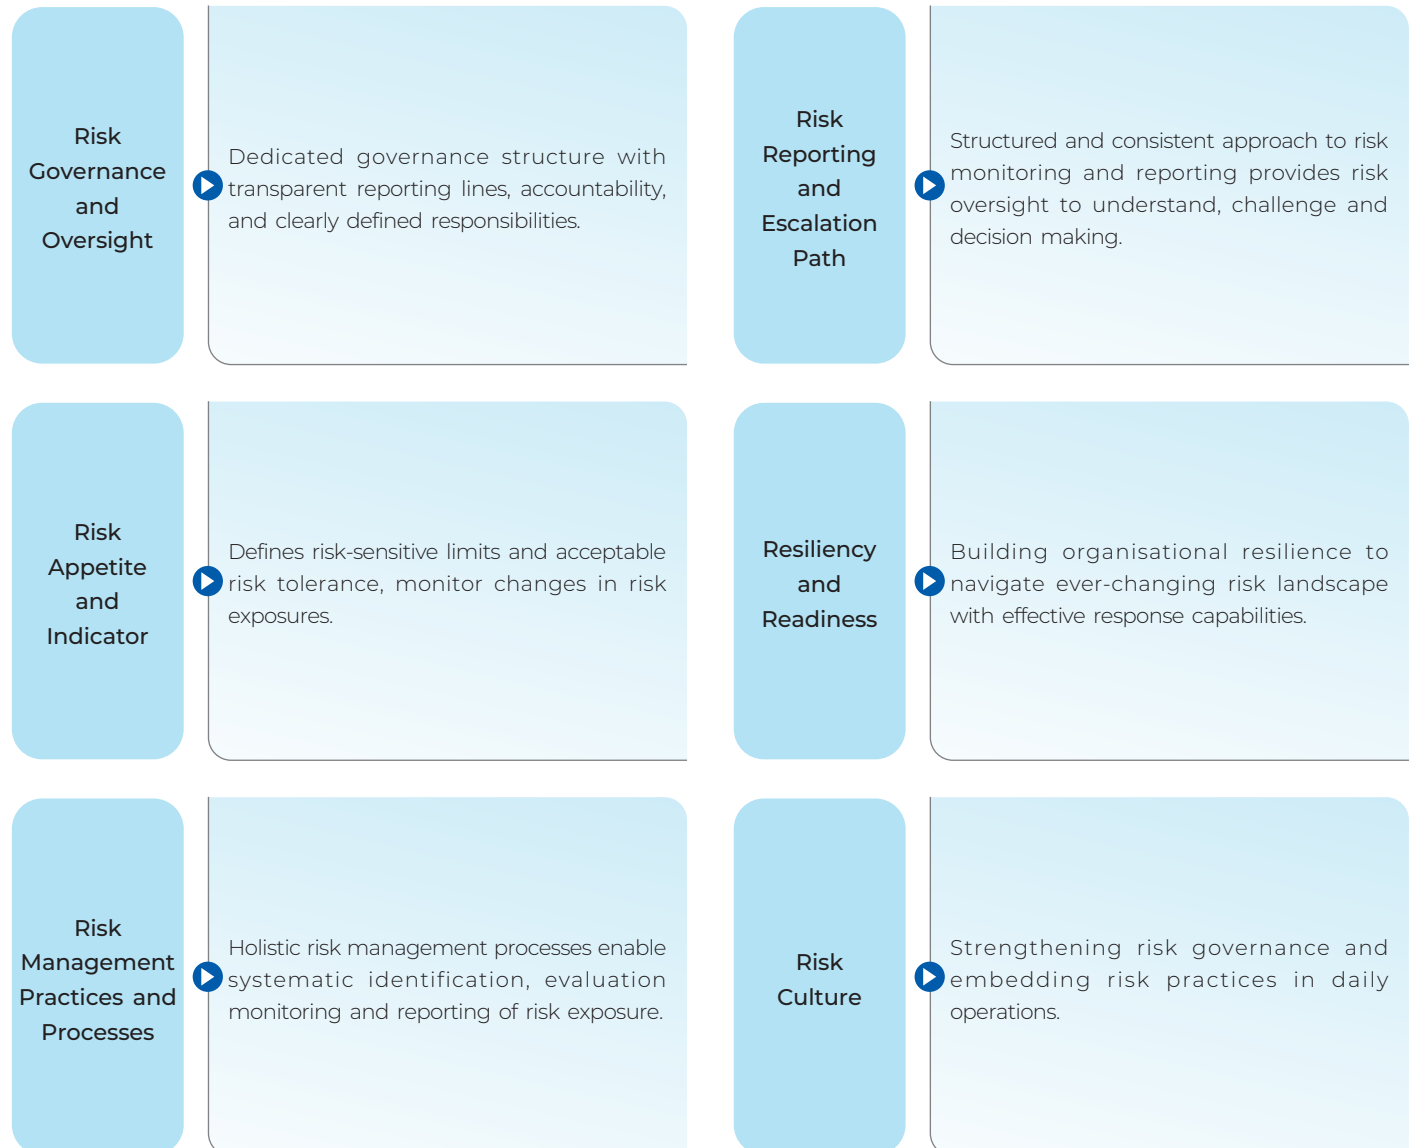 Risk
Governance
and
Oversight
Dedicated governance structure with
transparent reporting lines, accountability,
and clearly defined responsibilities.
Risk
Reporting
and
Escalation
Path
Structured and consistent approach to risk
monitoring and reporting provides risk
oversight to understand, challenge and
decision making.
Risk
Appetite
and
Indicator
Defines risk-sensitive limits and acceptable
risk tolerance, monitor changes in risk
exposures.
Resiliency
and
Readiness
Building organisational resilience to
navigate ever-changing risk landscape
with effective response capabilities.
Risk
Management
Practices and
Processes
Holistic risk management processes enable
systematic identification, evaluation
monitoring and reporting of risk exposure.
Risk
Culture
Strengthening risk governance and
embedding risk practices in daily
operations.